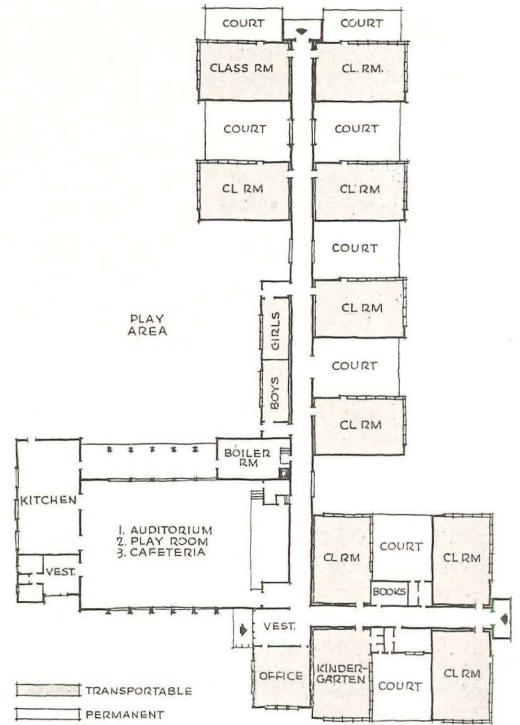 COURT
COURT
CLASS RM
CL. RM.
COURT
COURT
CL RM
CL RM
COURT
PLAY
AREA
GIRLS
CL RM
COURT
BOYS
CL RM
BOILER
RM
KITCHEN
1. AUDITORIUM
2. PLAY ROOM
3. CAFETERIA
VEST.
CL RM
COURT
CL RM
BOOKS
VEST.
OFFICE
KINDER-
GARTEN
COURT
CL RM
TRANSPORTABLE
PERMANENT